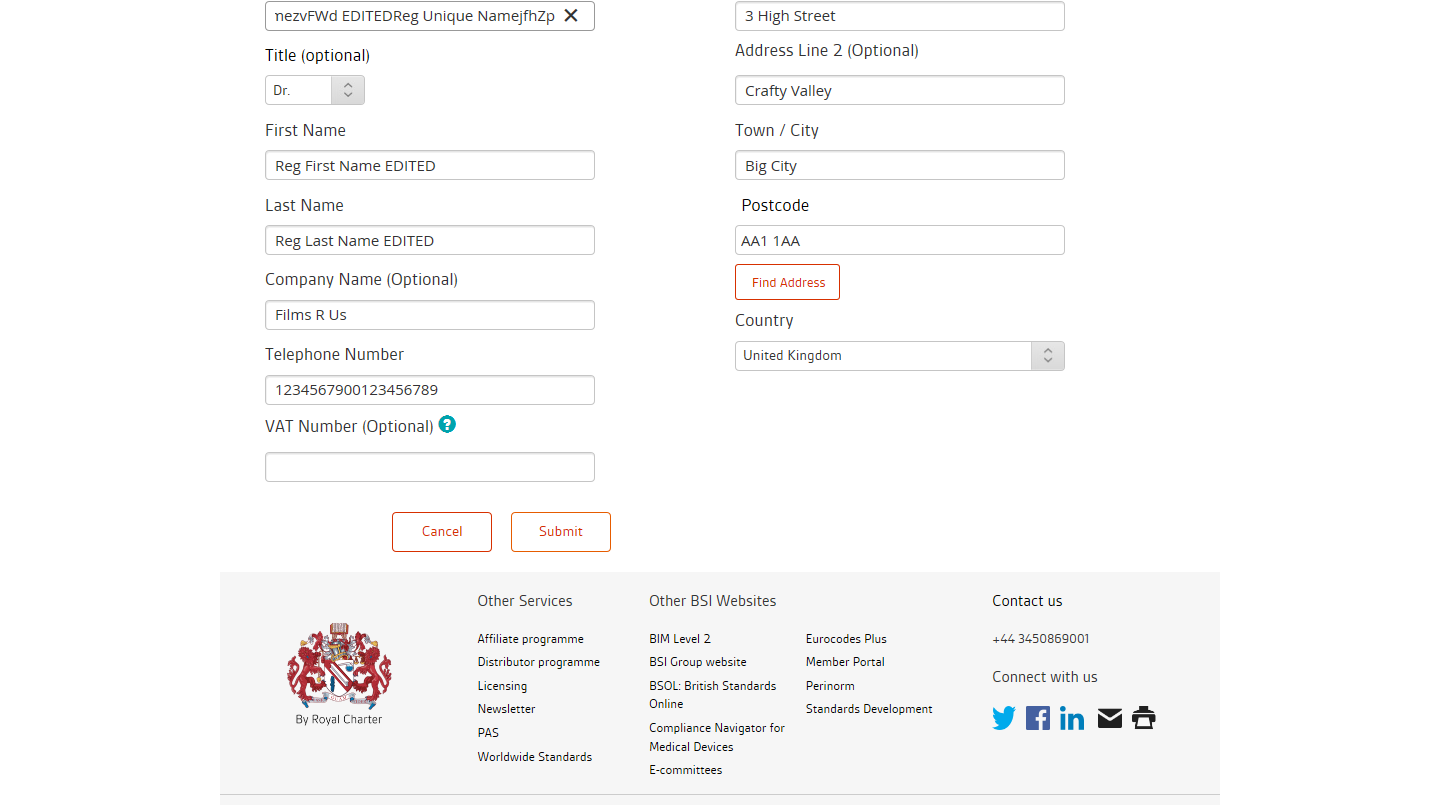 nezvFWd EDITEDReg Unique NamejfhZp
Title (optional)
Dr.
First Name
Reg First Name EDITED
Last Name
Reg Last Name EDITED
Company Name (Optional)
Films R Us
Telephone Number
1234567900123456789
VAT Number (Optional) ?
3 High Street
Address Line 2 (Optional)
Crafty Valley
Town / City
Big City
Postcode
AA1 1AA
Find Address
Country
United Kingdom
Cancel
Submit
By Royal Charter
Other Services
Affiliate programme
Distributor programme
Licensing
Newsletter
PAS
Worldwide Standards
Other BSI Websites
BIM Level 2
BSI Group website
BSOL: British Standards
Online
Compliance Navigator for
Medical Devices
E-committees
Eurocodes Plus
Member Portal
Perinorm
Standards Development
Contact us
+44 3450869001
Connect with us